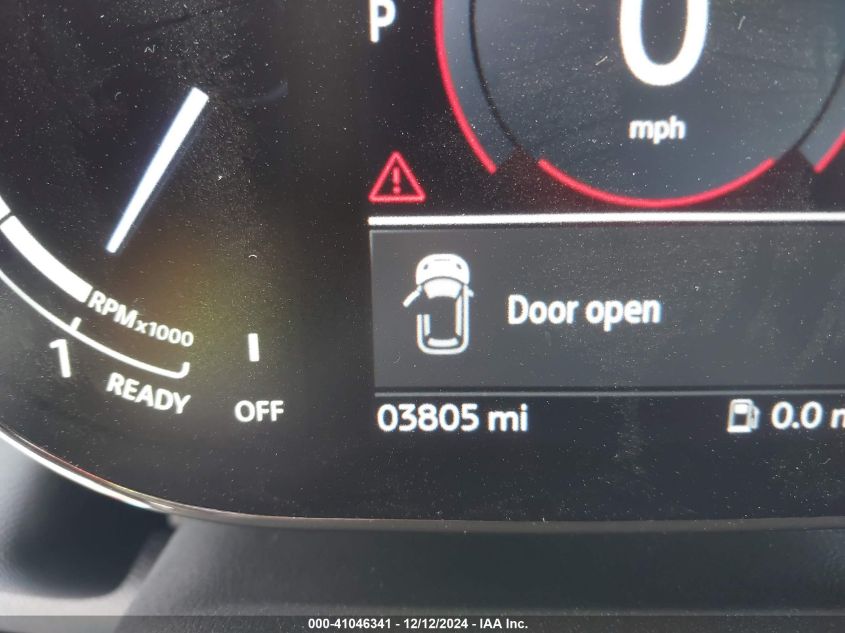 P
0
mph
Door open
RPMx1000
1
READY
OFF
03805 mi
0.0
000-41046341 - 12/12/2024 - IAA Inc.